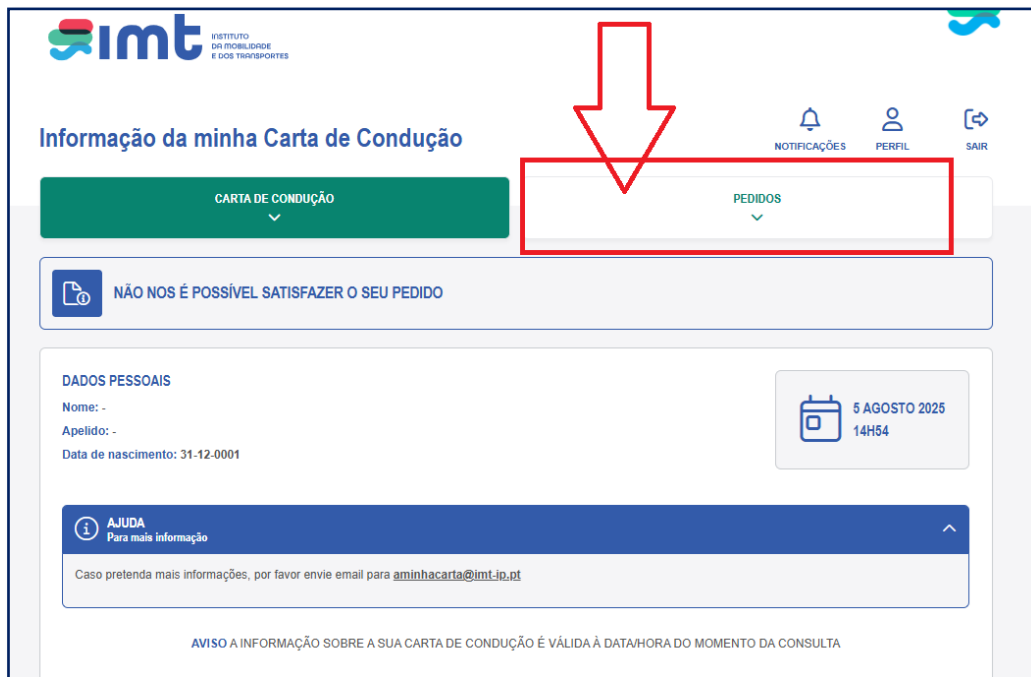 imt
INSTITUTO
DA MOBILIDADE
E DOS TRANSPORTES
Informação da minha Carta de Condução
NOTIFICAÇÕES
PERFIL
SAIR
CARTA DE CONDUÇÃO
PEDIDOS
NÃO NOS É POSSÍVEL SATISFAZER O SEU PEDIDO
DADOS PESSOAIS
Nome: -
Apelido: -
Data de nascimento: 31-12-0001
5 AGOSTO 2025
14H54
AJUDA
Para mais informação
Caso pretenda mais informações, por favor envie email para aminhacarta@imt-ip.pt
AVISO A INFORMAÇÃO SOBRE A SUA CARTA DE CONDUÇÃO É VÁLIDA À DATA/HORA DO MOMENTO DA CONSULTA